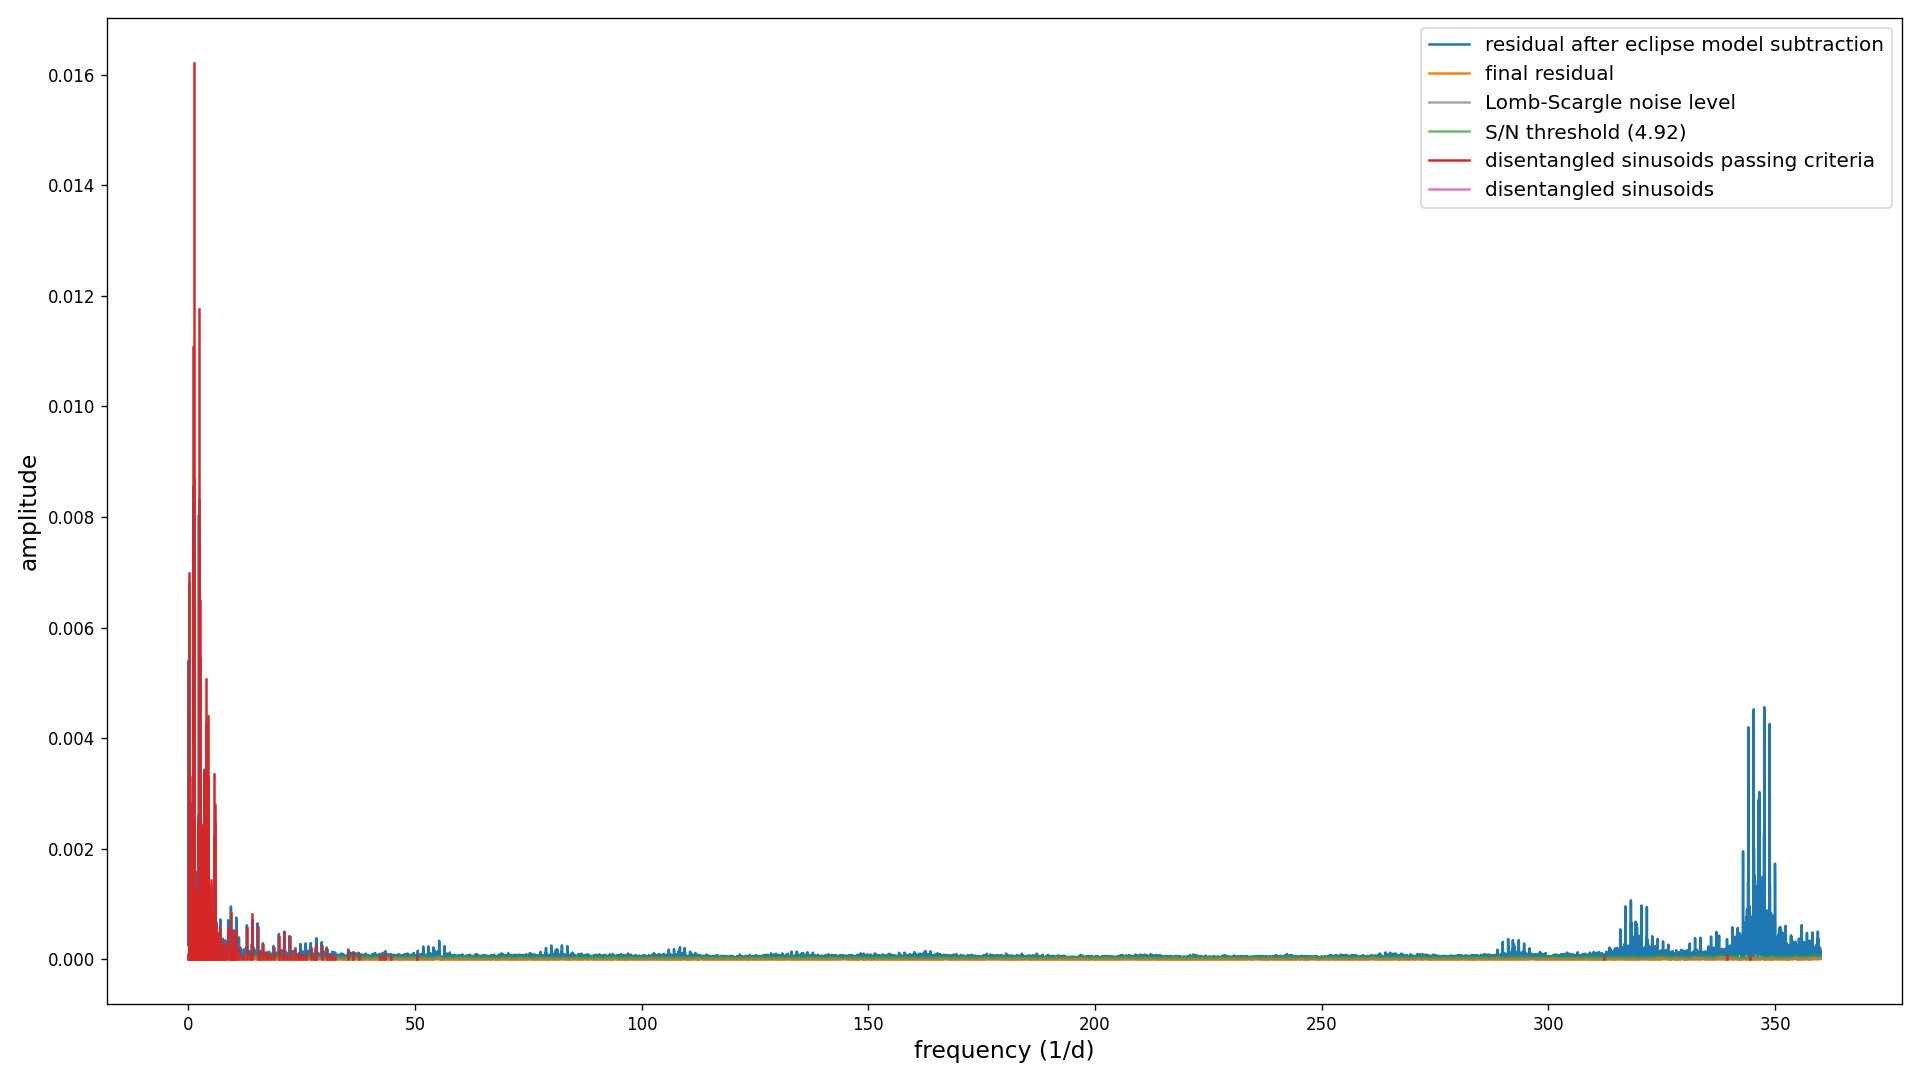 residual after eclipse model subtraction
final residual
Lomb-Scargle noise level
S/N threshold (4.92)
disentangled sinusoids passing criteria
disentangled sinusoids
0.016
0.014
0.012
0.010
0.008
0.006
0.004
0.002
0.000
amplitude
0 50 100 150 200 250 300 350
frequency (1/d)